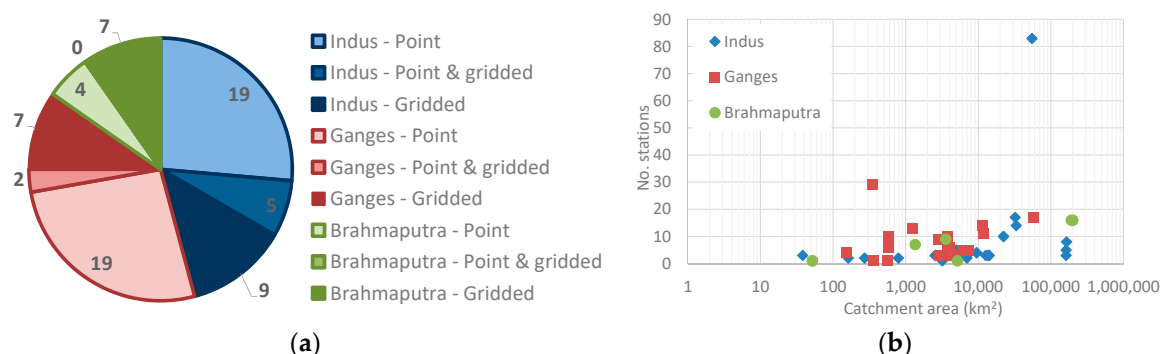 7
0
4
19
7
5
2
19
9
Indus - Point
Indus - Point & gridded
Indus - Gridded
Ganges - Point
Ganges - Point & gridded
Ganges - Gridded
Brahmaputra - Point
Brahmaputra - Point & gridded
Brahmaputra - Gridded
(a)
No. stations
90
80
70
60
50
40
30
20
10
0
Indus
Ganges
Brahmaputra
1 10 100 1,000 10,000 100,000 1,000,000
Catchment area (km²)
(b)